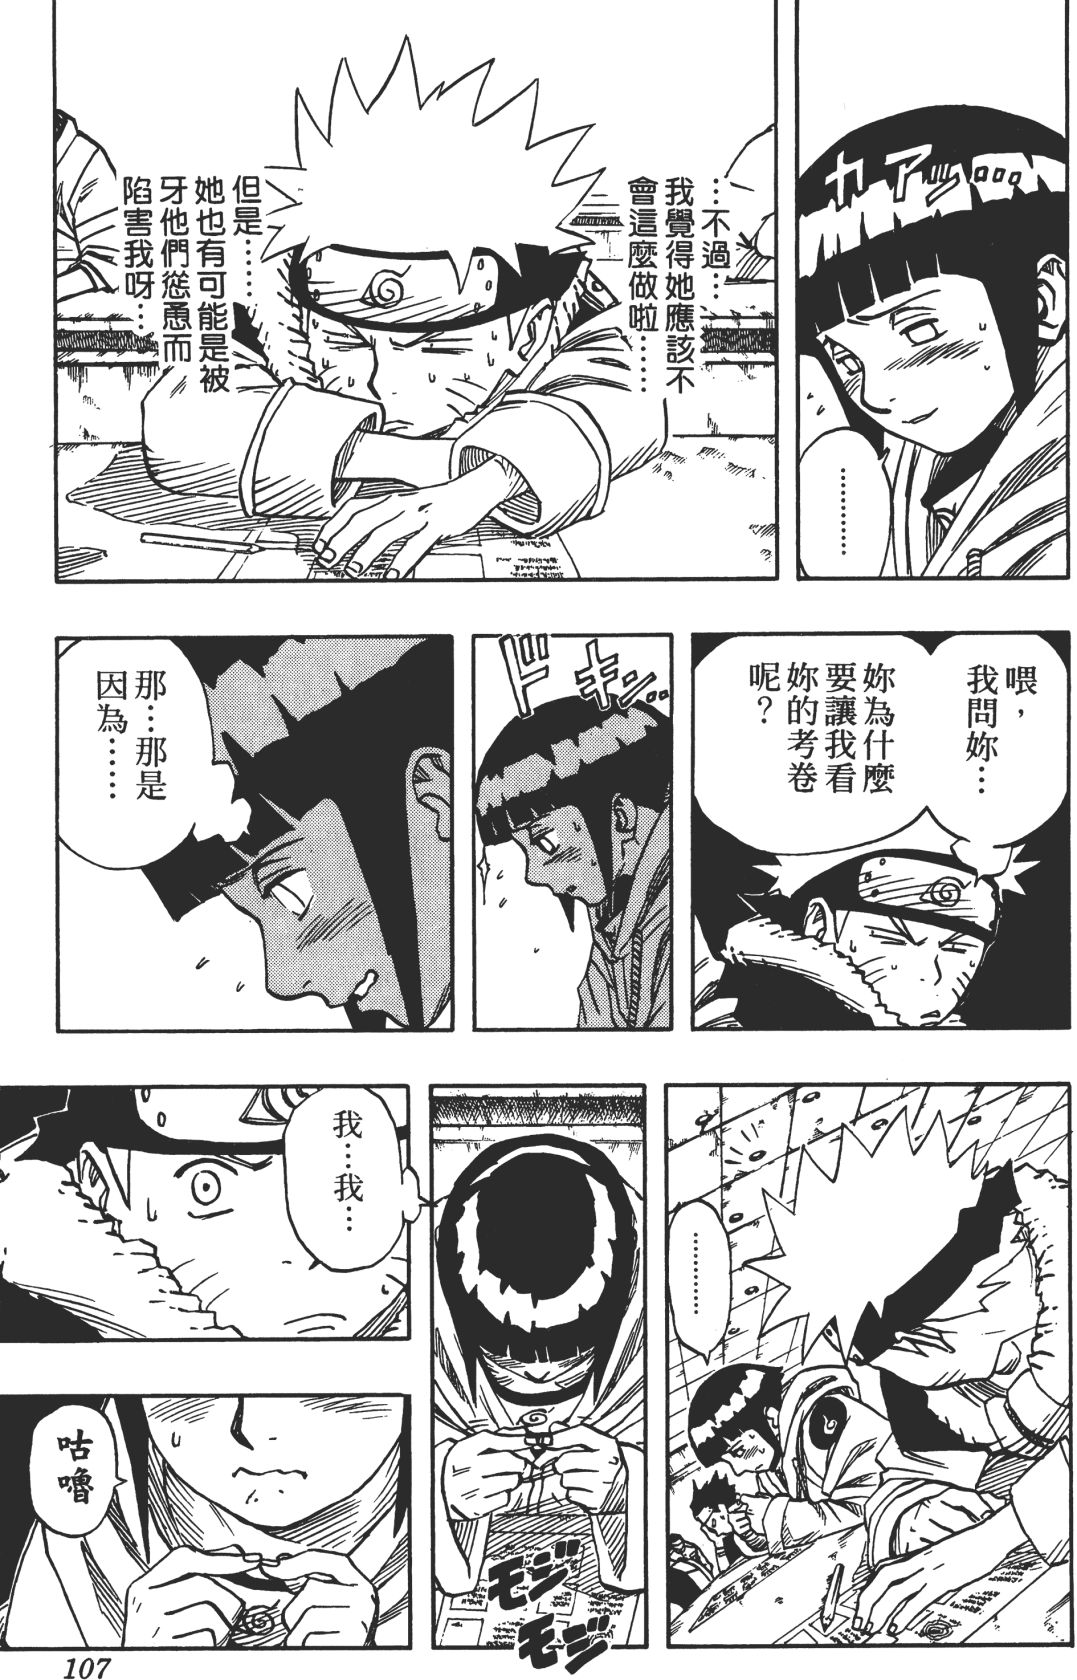 カアッ…
…………
…不過…
我覺得她應該不
會這麼做啦……
但是……
她也有可能是被
牙他們慫恿而
陷害我呀…
喂，
我問妳…
妳為什麼
要讓我看
妳的考卷
呢？
ドキン…
那…那是
因為……
…………
モジ
モジ
我…我…
咕嚕
107